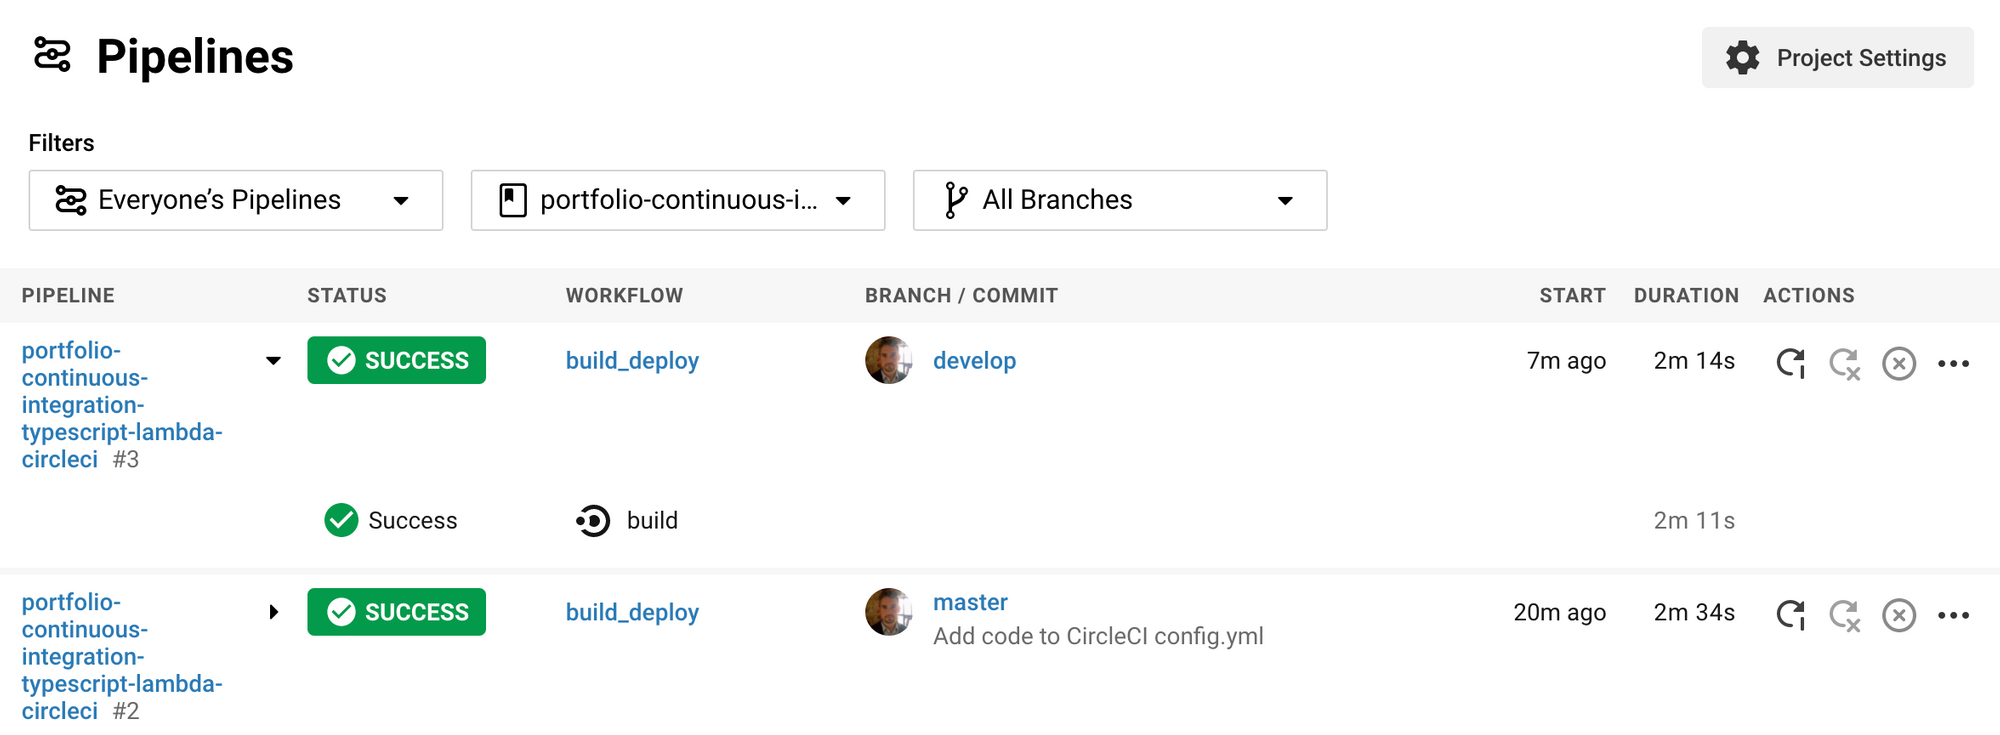 Pipelines
Project Settings
Filters
Everyone’s Pipelines
portfolio-continuous-i...
All Branches
PIPELINE STATUS WORKFLOW BRANCH / COMMIT START DURATION ACTIONS
portfolio-
continuous-
integration-
typescript-lambda-
circleci #3
SUCCESS
build_deploy
develop
7m ago
2m 14s
Success
build
2m 11s
portfolio-
continuous-
integration-
typescript-lambda-
circleci #2
SUCCESS
build_deploy
master
Add code to CircleCI config.yml
20m ago
2m 34s